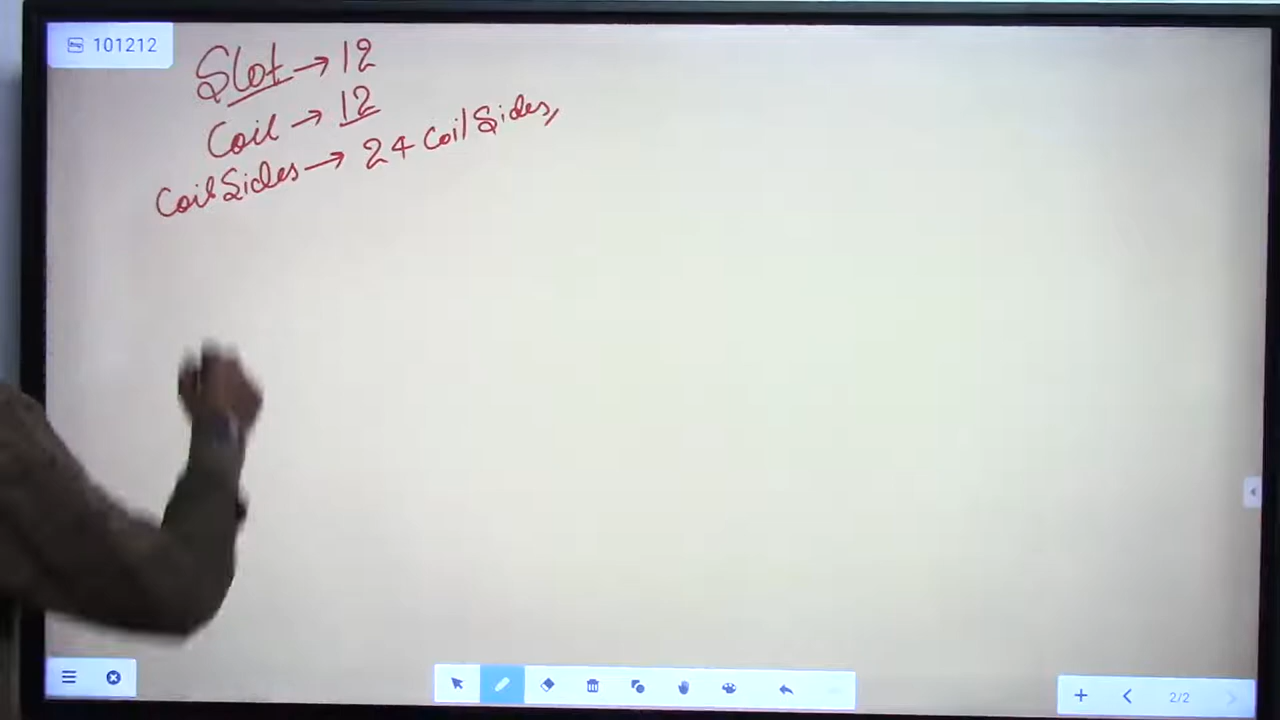 101212
Slot → 12
Coil → 12
Coil Sides → 24 Coil Sides,
2/2